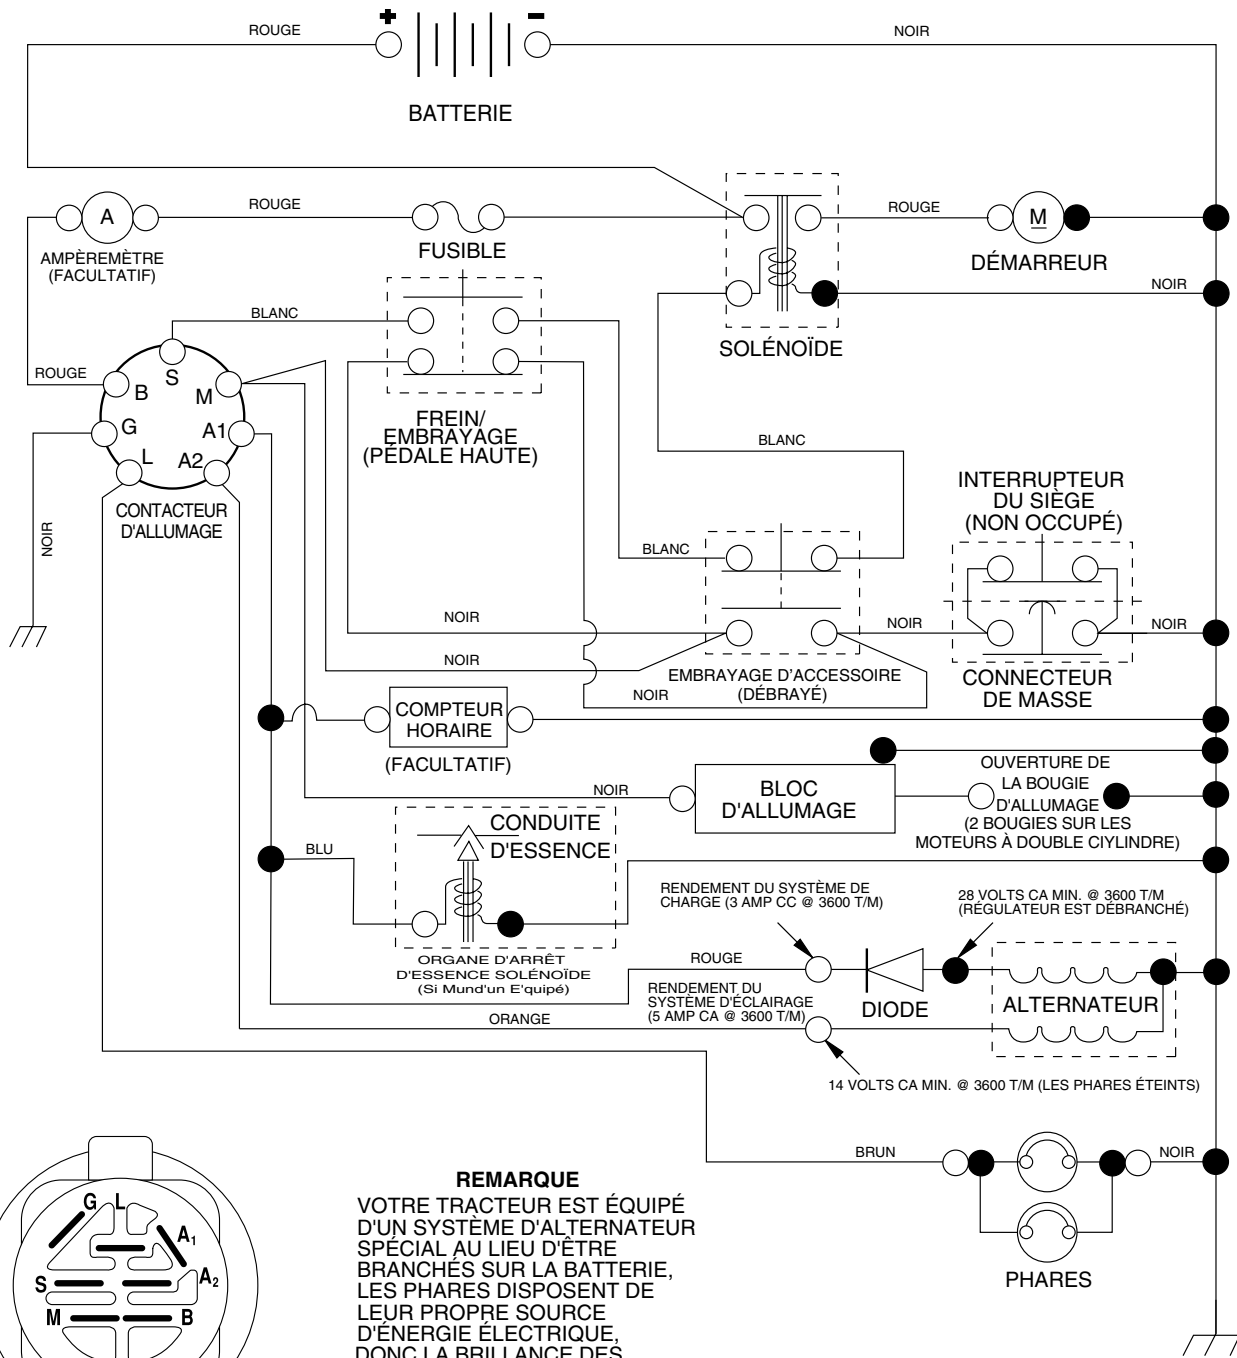 + −
ROUGE
NOIR
BATTERIE
ROUGE
A
AMPÈREMÈTRE
(FACULTATIF)
FUSIBLE
ROUGE
M
DÉMARREUR
NOIR
SOLÉNOÏDE
BLANC
ROUGE
S
B
M
G
A1
L
A2
CONTACTEUR
D'ALLUMAGE
NOIR
FREIN/
EMBRAYAGE
(PÉDALE HAUTE)
BLANC
INTERRUPTEUR
DU SIÈGE
(NON OCCUPÉ)
BLANC
NOIR
NOIR
NOIR
NOIR
NOIR
EMBRAYAGE D'ACCESSOIRE
(DÉBRAYÉ)
CONNECTEUR
DE MASSE
COMPTEUR
HORAIRE
(FACULTATIF)
NOIR
BLOC
D'ALLUMAGE
OUVERTURE DE
LA BOUGIE
D'ALLUMAGE
(2 BOUGIES SUR LES
MOTEURS À DOUBLE CIYLINDRE)
CONDUITE
D'ESSENCE
BLU
ORGANE D'ARRÊT
D'ESSENCE SOLÉNOÏDE
(Si Mund'un E'quipé)
RENDEMENT DU SYSTÈME DE
CHARGE (3 AMP CC @ 3600 T/M)
28 VOLTS CA MIN. @ 3600 T/M
(RÉGULATEUR EST DÉBRANCHÉ)
ROUGE
RENDEMENT DU
SYSTÈME D'ÉCLAIRAGE
(5 AMP CA @ 3600 T/M)
DIODE
ALTERNATEUR
ORANGE
14 VOLTS CA MIN. @ 3600 T/M (LES PHARES ÉTEINTS)
BRUN
NOIR
PHARES
G L
A1
S
A2
M
B
REMARQUE
VOTRE TRACTEUR EST ÉQUIPÉ
D'UN SYSTÈME D'ALTERNATEUR
SPÉCIAL AU LIEU D'ÊTRE
BRANCHÉS SUR LA BATTERIE,
LES PHARES DISPOSENT DE
LEUR PROPRE SOURCE
D'ÉNERGIE ÉLECTRIQUE,
DONC LA BRILLANCE DES